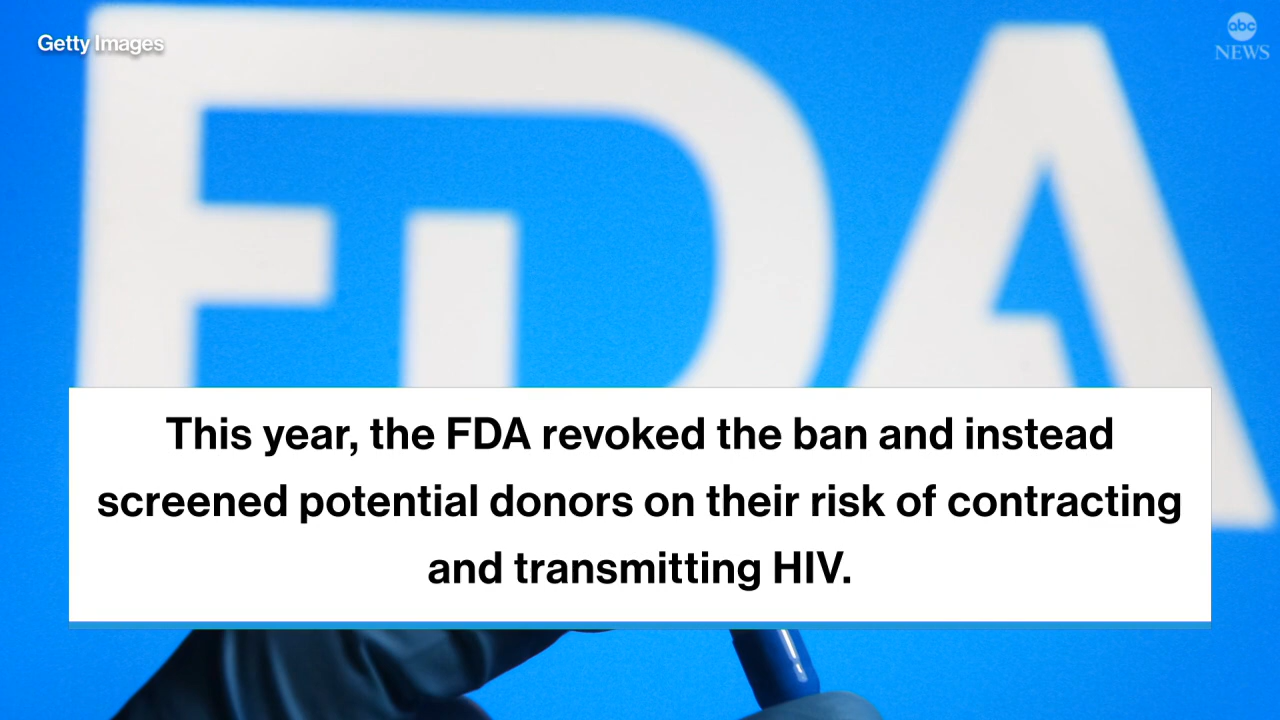 Getty Images
abc
NEWS
FDA
This year, the FDA revoked the ban and instead
screened potential donors on their risk of contracting
and transmitting HIV.